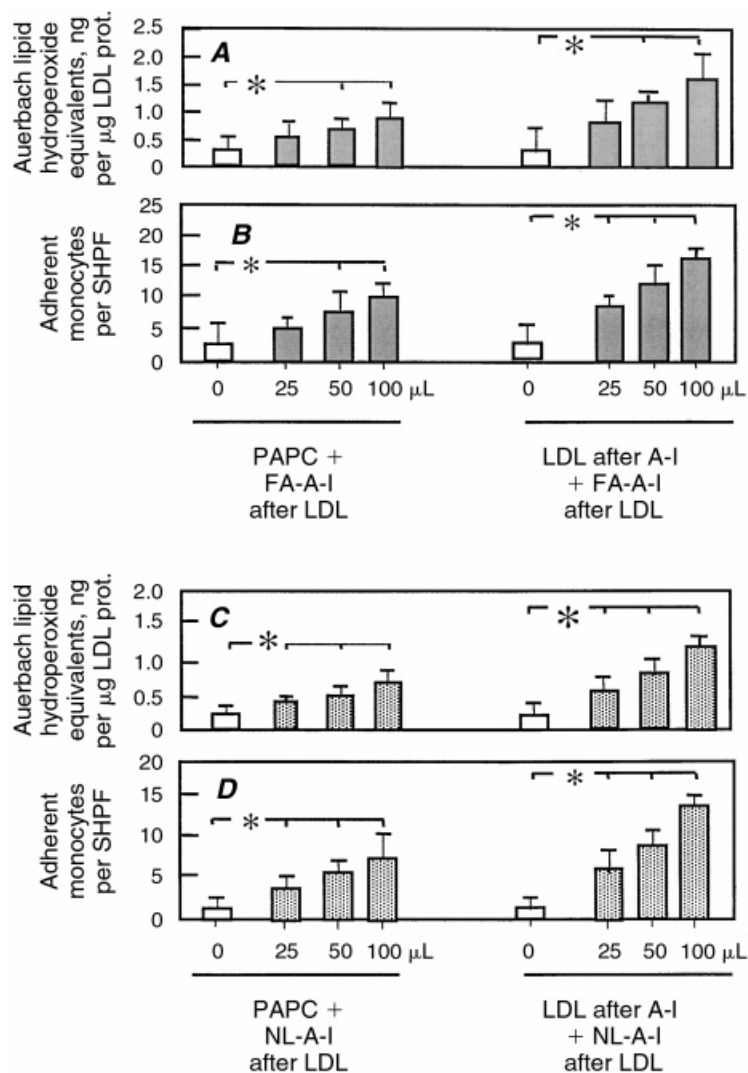 Auerbach lipid
hydroperoxide
equivalents, ng
per μg LDL prot.
2.5
2.0
1.5
1.0
0.5
0
A
*
*
Adherent
monocytes
per SHPF
25
20
15
10
5
0
B
*
*
0 25 50 100 μL 0 25 50 100 μL
PAPC +
FA-A-I
after LDL
LDL after A-I
+ FA-A-I
after LDL
Auerbach lipid
hydroperoxide
equivalents, ng
per μg LDL prot.
2.0
1.5
1.0
0.5
0
C
*
*
Adherent
monocytes
per SHPF
20
15
10
5
0
D
*
*
0 25 50 100 μL 0 25 50 100 μL
PAPC +
NL-A-I
after LDL
LDL after A-I
+ NL-A-I
after LDL